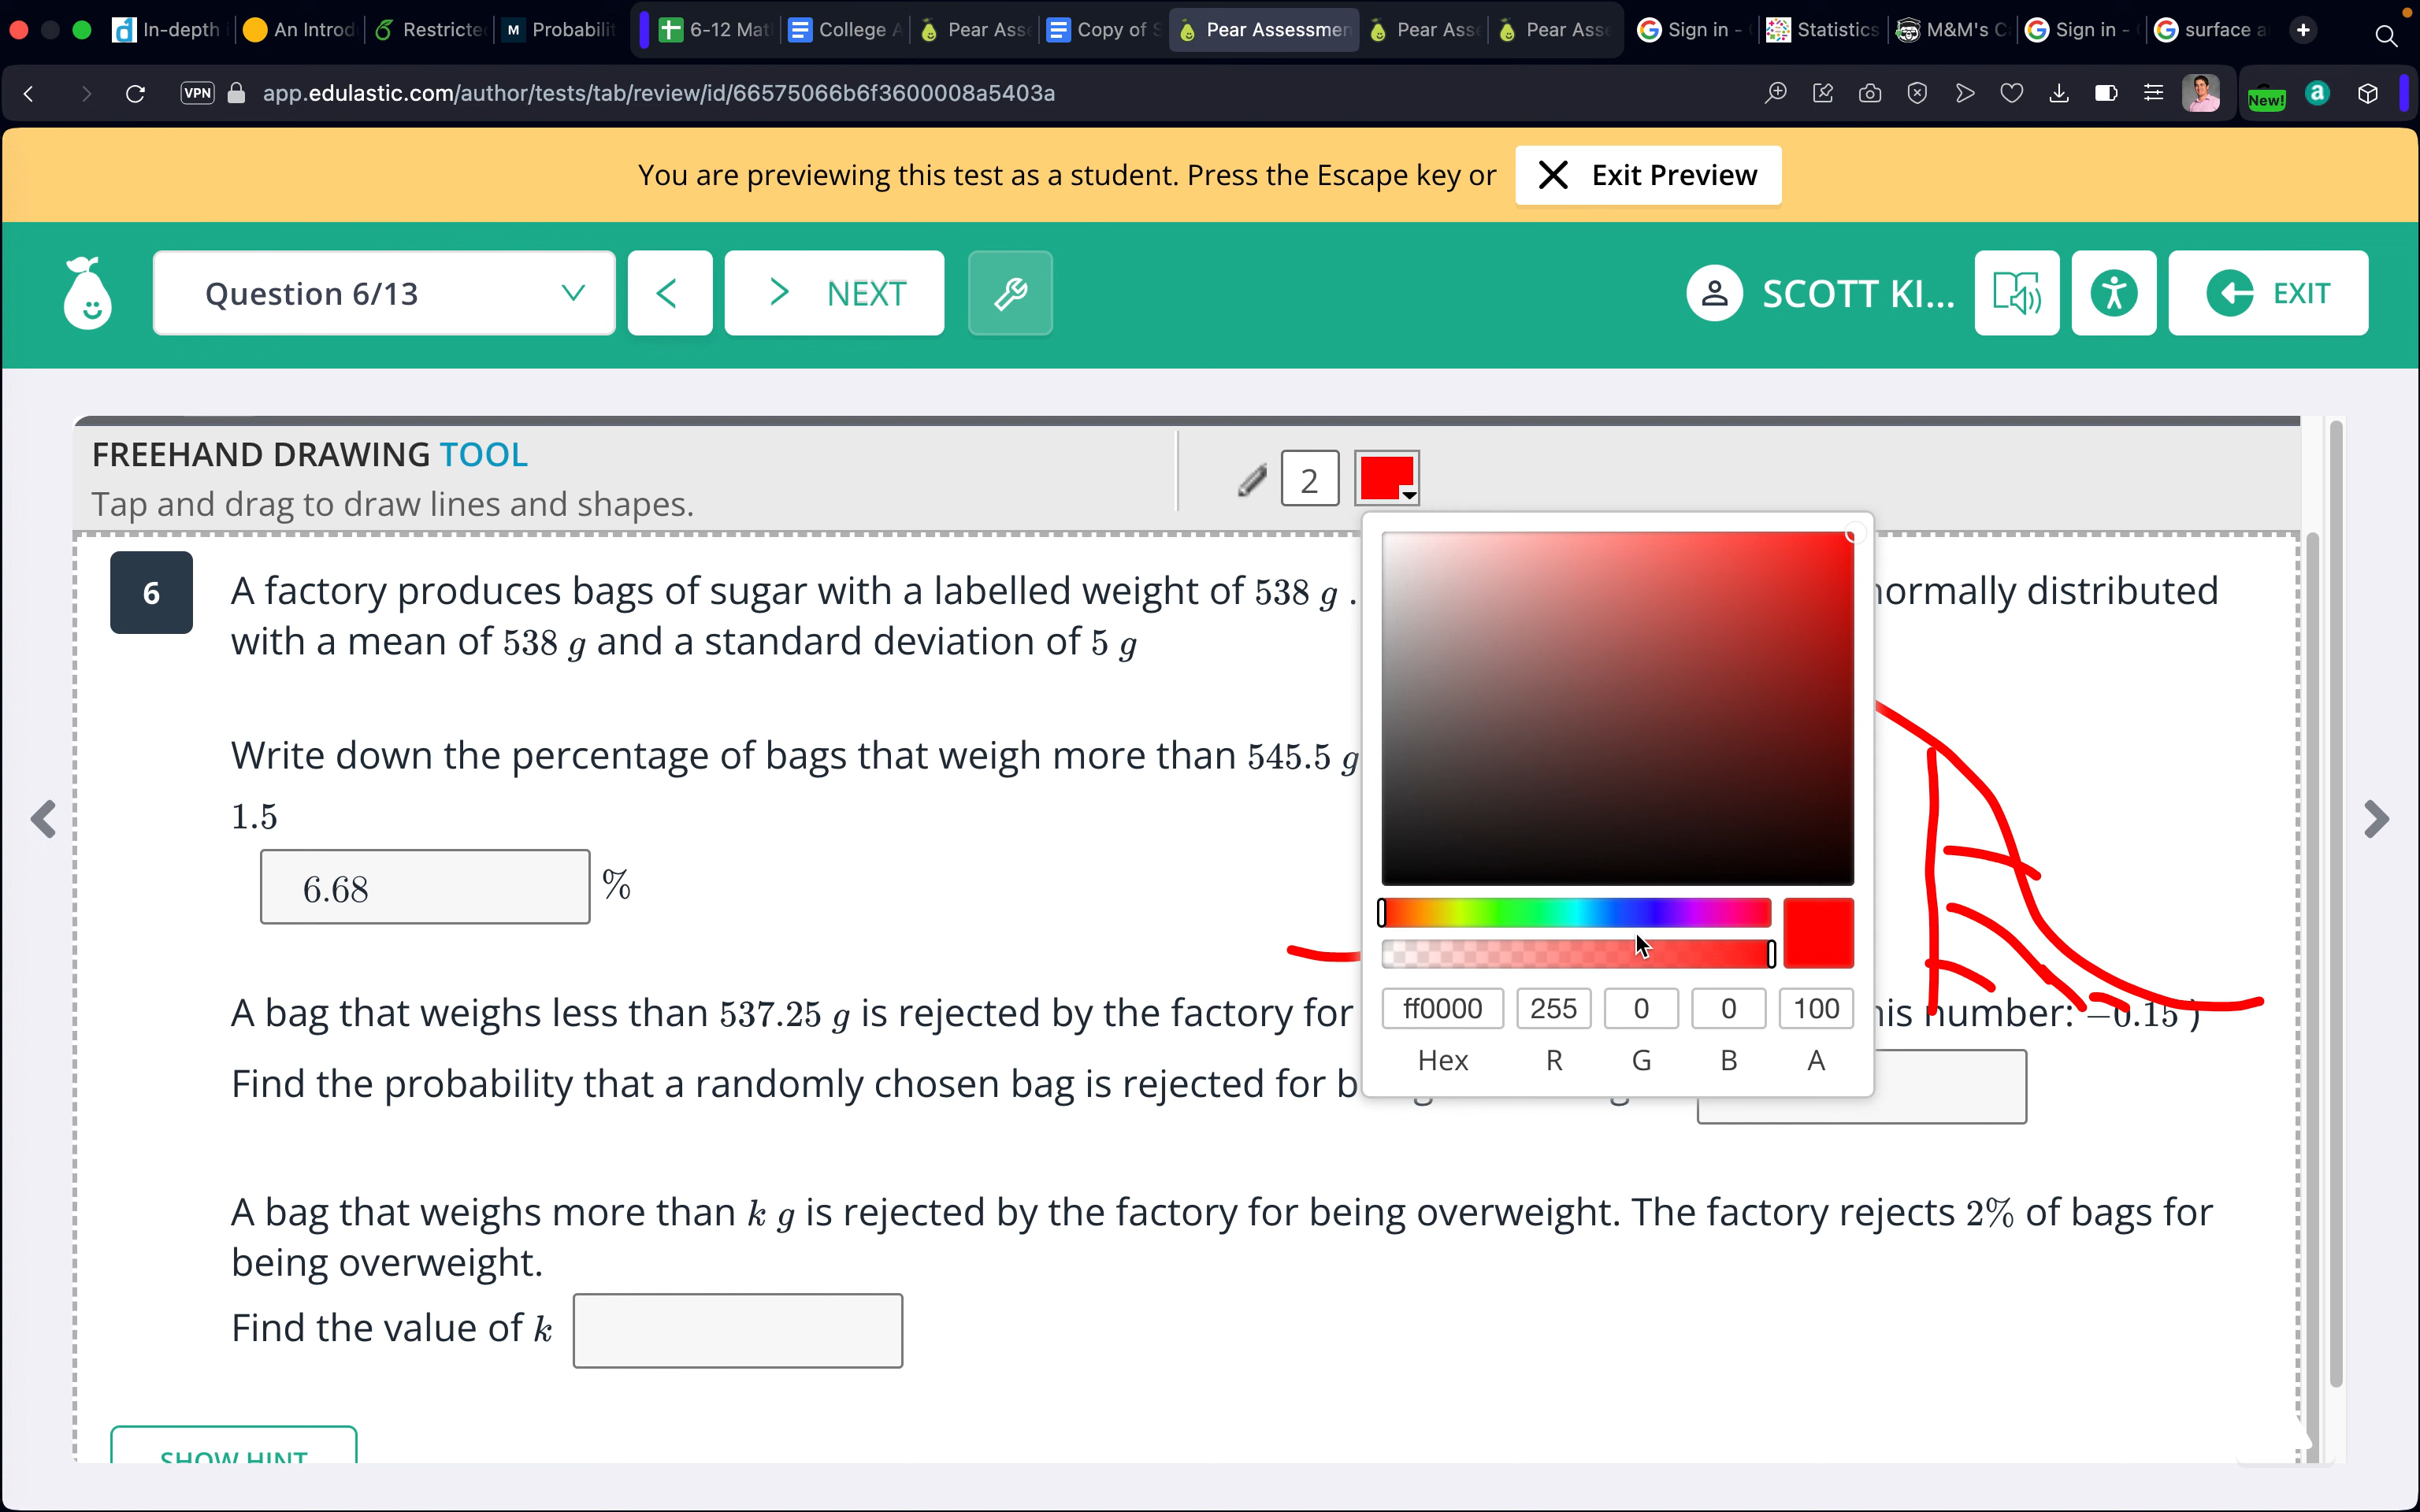 In-depth An Introd Restricte M Probabilit 6-12 Mat College A Pear Asse Copy of S Pear Assessmen Pear Asse Pear Asse Sign in - Statistics M&M's C Sign in - surface a
VPN app.edulastic.com/author/tests/tab/review/id/66575066b6f3600008a5403a New! a
You are previewing this test as a student. Press the Escape key or Exit Preview
Question 6/13 NEXT SCOTT KI... EXIT
FREEHAND DRAWING TOOL
Tap and drag to draw lines and shapes.
2
6 A factory produces bags of sugar with a labelled weight of 538 g . normally distributed
with a mean of 538 g and a standard deviation of 5 g
Write down the percentage of bags that weigh more than 545.5 g
1.5
6.68 %
A bag that weighs less than 537.25 g is rejected by the factory for his number: −0.15 )
Find the probability that a randomly chosen bag is rejected for b
ff0000 255 0 0 100
Hex R G B A
A bag that weighs more than k g is rejected by the factory for being overweight. The factory rejects 2% of bags for
being overweight.
Find the value of k
SHOW HINT